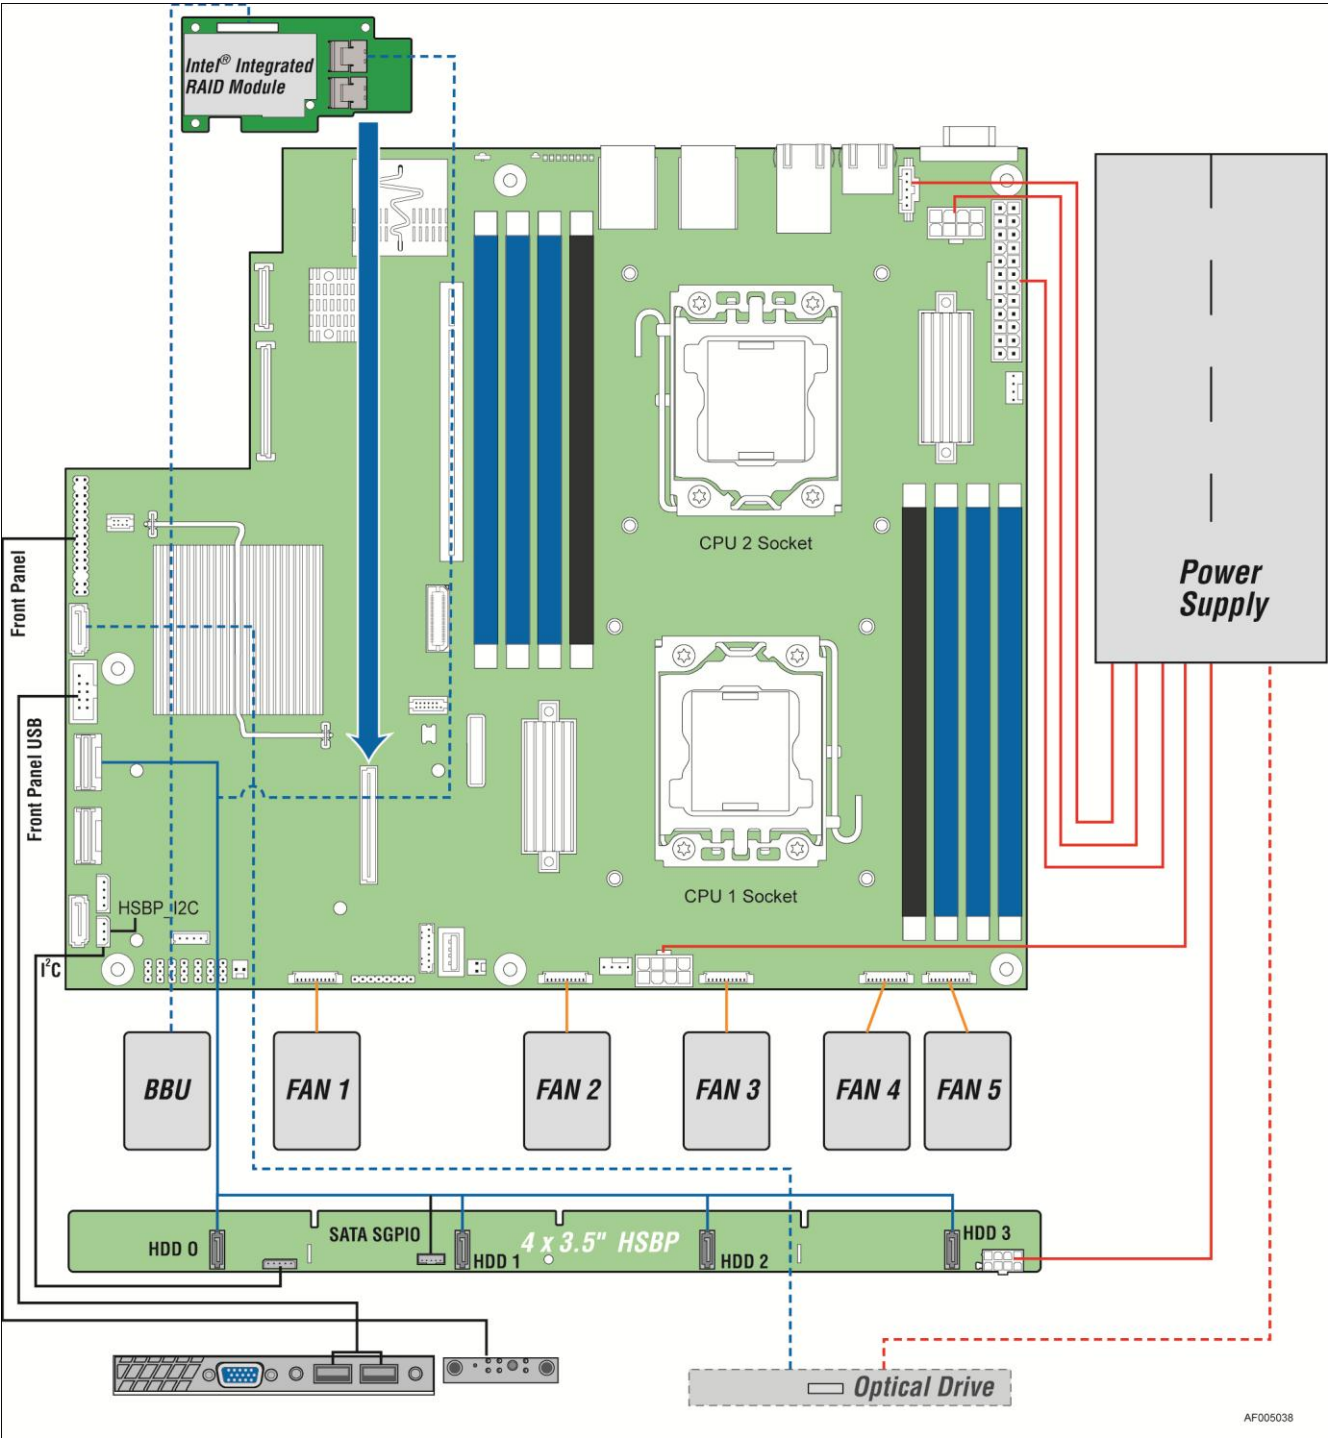 Intel® Integrated
RAID Module
CPU 2 Socket
Power
Supply
Front Panel
Front Panel USB
CPU 1 Socket
HSBP_I2C
I²C
BBU
FAN 1
FAN 2
FAN 3
FAN 4
FAN 5
HDD 0
SATA SGPIO
HDD 1
4 x 3.5" HSBP
HDD 2
HDD 3
Optical Drive
AF005038